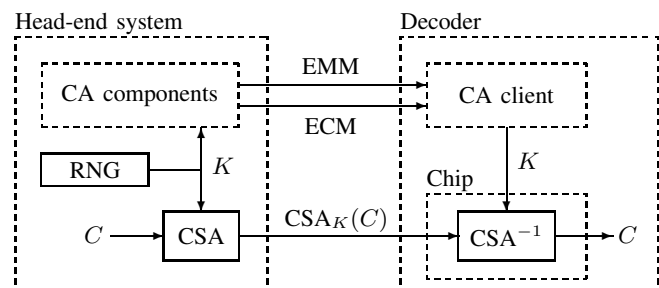 Head-end system
Decoder
EMM
CA components
CA client
ECM
RNG
K
K
Chip
C
CSA
CSA_K(C)
CSA^{-1}
C